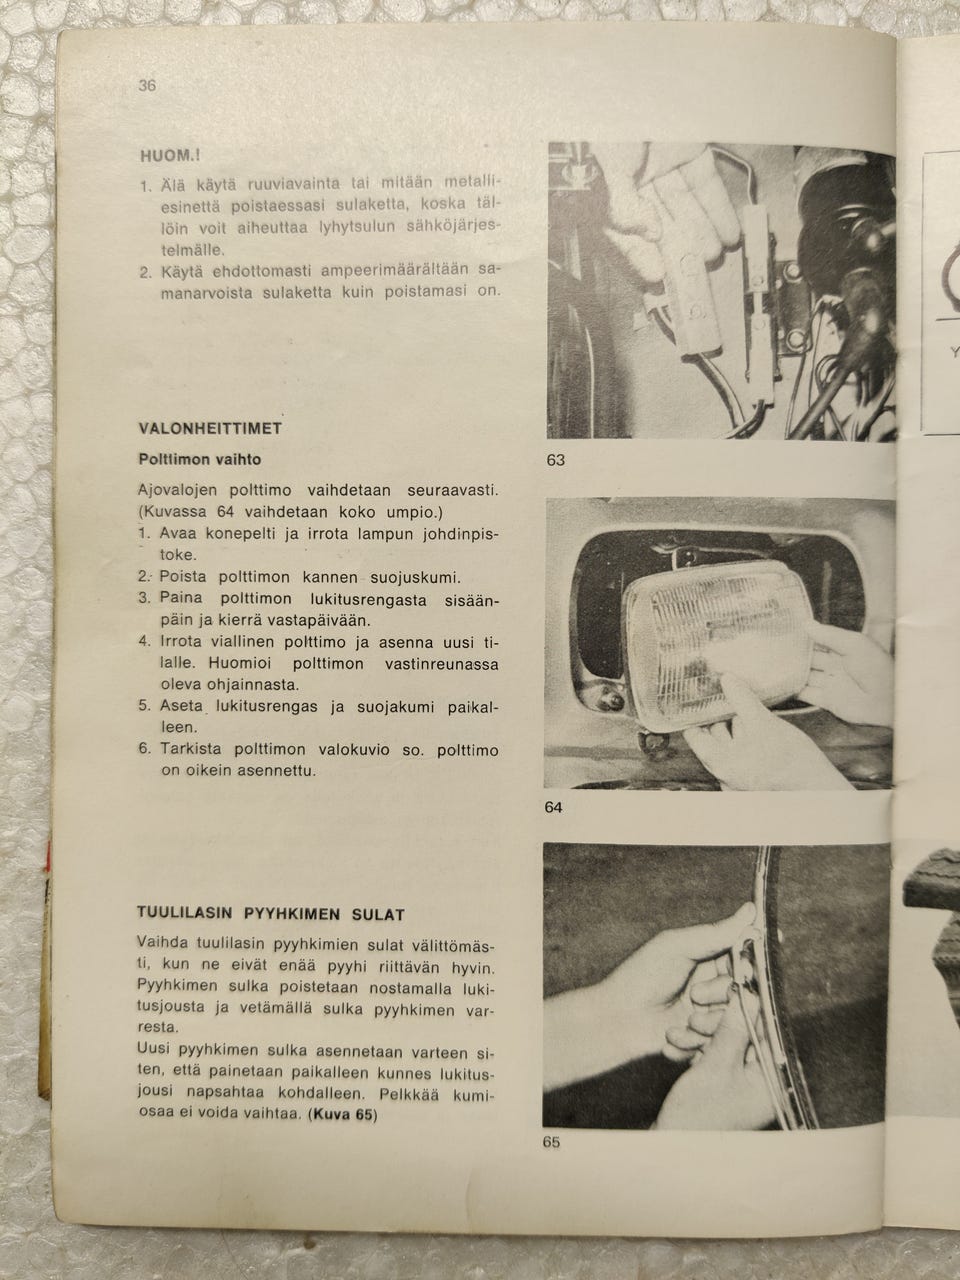 36
HUOM.!
1. Älä käytä ruuviavainta tai mitään metalli-
esinettä poistaessasi sulaketta, koska täl-
löin voit aiheuttaa lyhytsulun sähköjärjes-
telmälle.
2. Käytä ehdottomasti ampeerimäärältään sa-
manarvoista sulaketta kuin poistamasi on.
VALONHEITTIMET
Polttimon vaihto
Ajovalojen polttimo vaihdetaan seuraavasti.
(Kuvassa 64 vaihdetaan koko umpio.)
1. Avaa konepelti ja irrota lampun johdinpis-
toke.
2. Poista polttimon kannen suojuskumi.
3. Paina polttimon lukitusrengasta sisään-
päin ja kierrä vastapäivään.
4. Irrota viallinen polttimo ja asenna uusi ti-
lalle. Huomioi polttimon vastinreunassa
oleva ohjainnasta.
5. Aseta lukitusrengas ja suojakumi paikal-
leen.
6. Tarkista polttimon valokuvio so. polttimo
on oikein asennettu.
TUULILASIN PYYHKIMEN SULAT
Vaihda tuulilasin pyyhkimien sulat välittömäs-
ti, kun ne eivät enää pyyhi riittävän hyvin.
Pyyhkimen sulka poistetaan nostamalla luki-
tusjousta ja vetämällä sulka pyyhkimen var-
resta.
Uusi pyyhkimen sulka asennetaan varteen si-
ten, että painetaan paikalleen kunnes lukitus-
jousi napsahtaa kohdalleen. Pelkkää kumi-
osaa ei voida vaihtaa. (Kuva 65)
63
64
65
Y